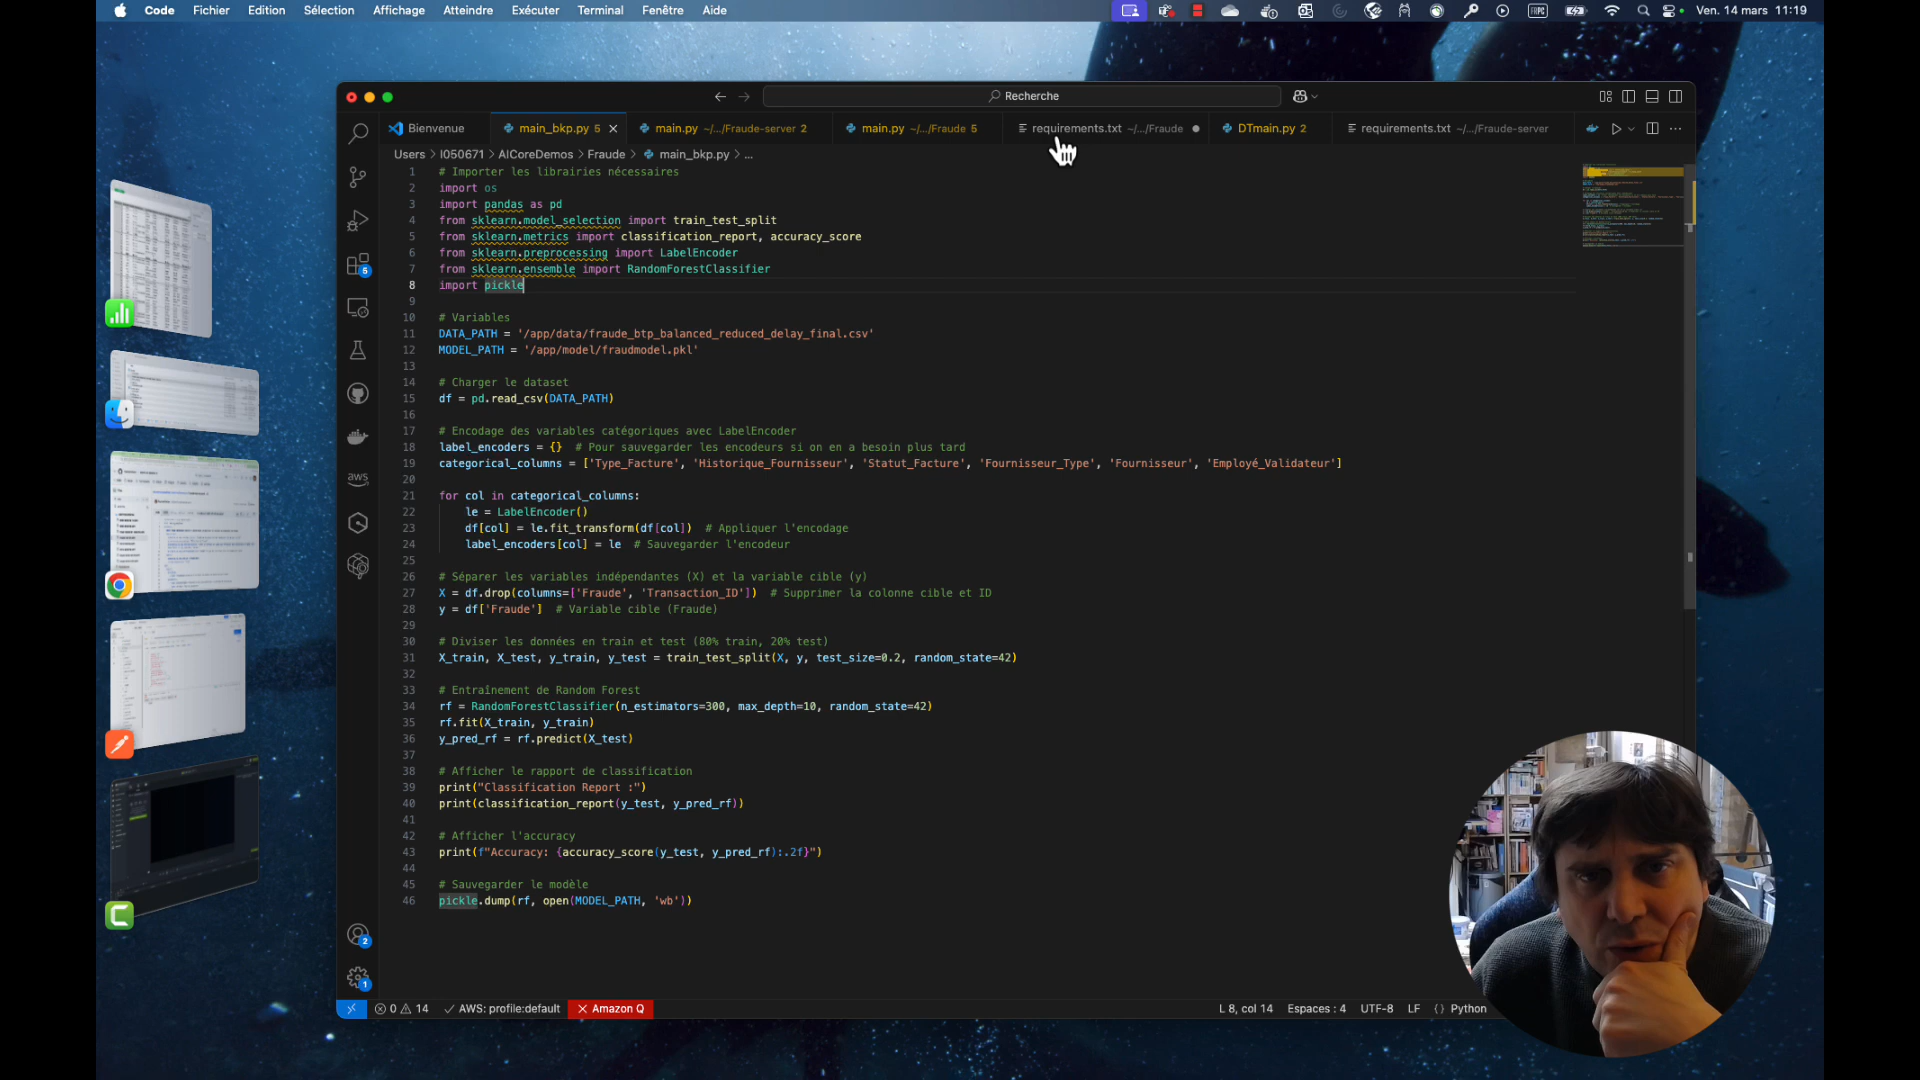 Code Fichier Edition Sélection Affichage Atteindre Exécuter Terminal Fenêtre Aide
FRPC
Ven. 14 mars 11:19
Recherche
Bienvenue
main_bkp.py 5
main.py ~/.../Fraude-server 2
main.py ~/.../Fraude 5
requirements.txt ~/.../Fraude
DTmain.py 2
requirements.txt ~/.../Fraude-server
Users > I050671 > AICoreDemos > Fraude > main_bkp.py > ...
1 # Importer les librairies nécessaires
2 import os
3 import pandas as pd
4 from sklearn.model_selection import train_test_split
5 from sklearn.metrics import classification_report, accuracy_score
6 from sklearn.preprocessing import LabelEncoder
7 from sklearn.ensemble import RandomForestClassifier
8 import pickle
9
10 # Variables
11 DATA_PATH = '/app/data/fraude_btp_balanced_reduced_delay_final.csv'
12 MODEL_PATH = '/app/model/fraudmodel.pkl'
13
14 # Charger le dataset
15 df = pd.read_csv(DATA_PATH)
16
17 # Encodage des variables catégoriques avec LabelEncoder
18 label_encoders = {} # Pour sauvegarder les encodeurs si on en a besoin plus tard
19 categorical_columns = ['Type_Facture', 'Historique_Fournisseur', 'Statut_Facture', 'Fournisseur_Type', 'Fournisseur', 'Employé_Validateur']
20
21 for col in categorical_columns:
22 le = LabelEncoder()
23 df[col] = le.fit_transform(df[col]) # Appliquer l'encodage
24 label_encoders[col] = le # Sauvegarder l'encodeur
25
26 # Séparer les variables indépendantes (X) et la variable cible (y)
27 X = df.drop(columns=['Fraude', 'Transaction_ID']) # Supprimer la colonne cible et ID
28 y = df['Fraude'] # Variable cible (Fraude)
29
30 # Diviser les données en train et test (80% train, 20% test)
31 X_train, X_test, y_train, y_test = train_test_split(X, y, test_size=0.2, random_state=42)
32
33 # Entraînement de Random Forest
34 rf = RandomForestClassifier(n_estimators=300, max_depth=10, random_state=42)
35 rf.fit(X_train, y_train)
36 y_pred_rf = rf.predict(X_test)
37
38 # Afficher le rapport de classification
39 print("Classification Report :")
40 print(classification_report(y_test, y_pred_rf))
41
42 # Afficher l'accuracy
43 print(f"Accuracy: {accuracy_score(y_test, y_pred_rf):.2f}")
44
45 # Sauvegarder le modèle
46 pickle.dump(rf, open(MODEL_PATH, 'wb'))
5
aws
2
1
0 14 AWS: profile:default Amazon Q
L 8, col 14 Espaces : 4 UTF-8 LF {} Python